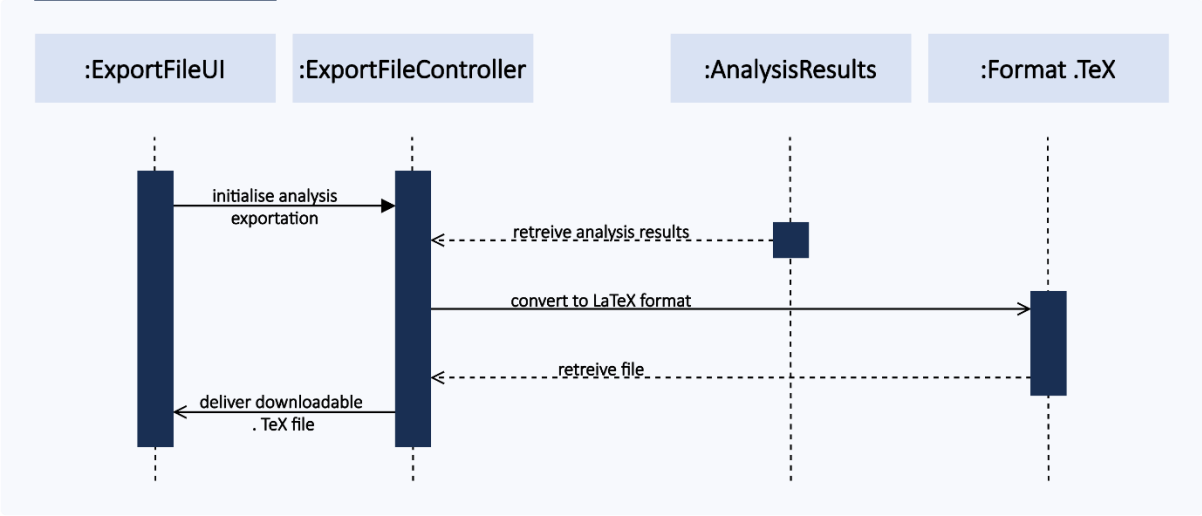 :ExportFileUI
:ExportFileController
:AnalysisResults
:Format .TeX
initialise analysis
exportation
retreive analysis results
convert to LaTeX format
retreive file
deliver downloadable
. TeX file